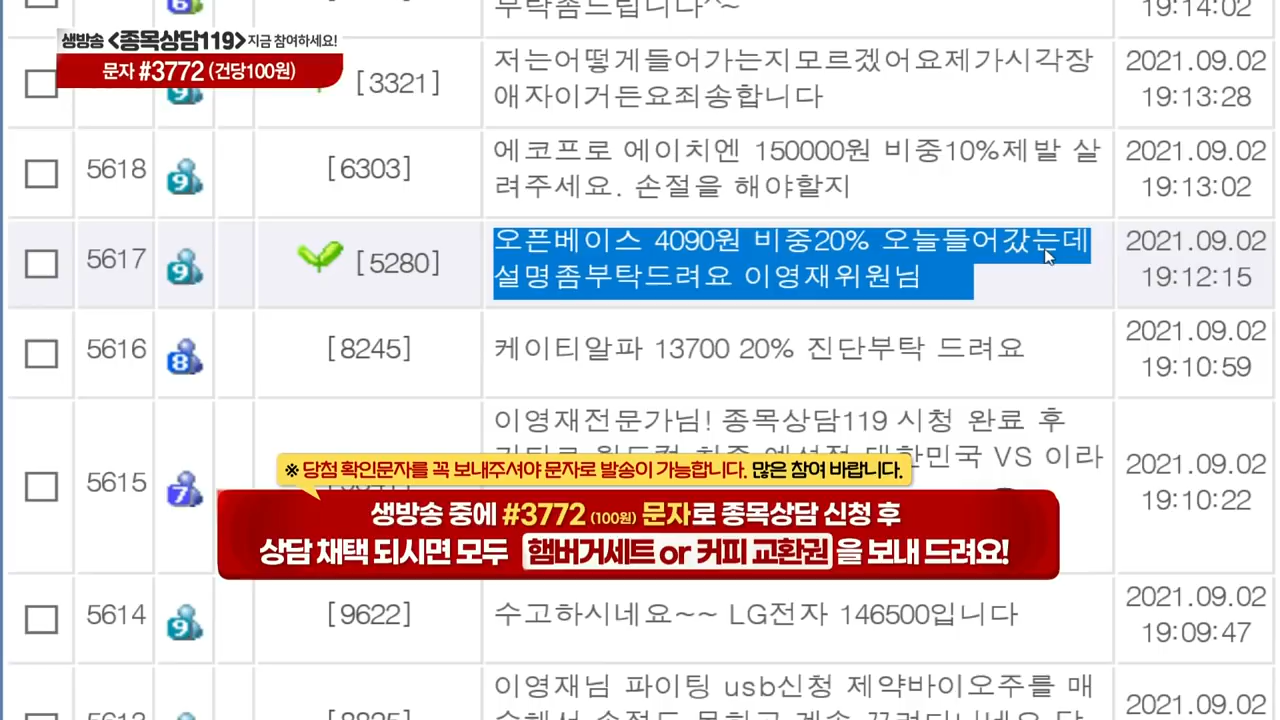 부탁좀드립니다^~
19:14:02
생방송 <종목상담119> 지금 참여하세요!
문자 #3772 (건당100원)
9
[3321]
저는어떻게들어가는지모르겠어요제가시각장
애자이거든요죄송합니다
2021.09.02
19:13:28
5618
9
[6303]
에코프로 에이치엔 150000원 비중10%제발 살
려주세요. 손절을 해야할지
2021.09.02
19:13:02
5617
9
[5280]
오픈베이스 4090원 비중20% 오늘들어갔는데
설명좀부탁드려요 이영재위원님
2021.09.02
19:12:15
5616
8
[8245]
케이티알파 13700 20% 진단부탁 드려요
2021.09.02
19:10:59
5615
7
이영재전문가님! 종목상담119 시청 완료 후
대한민국 VS 이라
2021.09.02
19:10:22
※ 당첨 확인문자를 꼭 보내주셔야 문자로 발송이 가능합니다. 많은 참여 바랍니다.
생방송 중에 #3772 (100원) 문자로 종목상담 신청 후
상담 채택 되시면 모두 햄버거세트 or 커피 교환권 을 보내 드려요!
5614
9
[9622]
수고하시네요~~ LG전자 146500입니다
2021.09.02
19:09:47
이영재님 파이팅 usb신청 제약바이오주를 매
2021.09.02